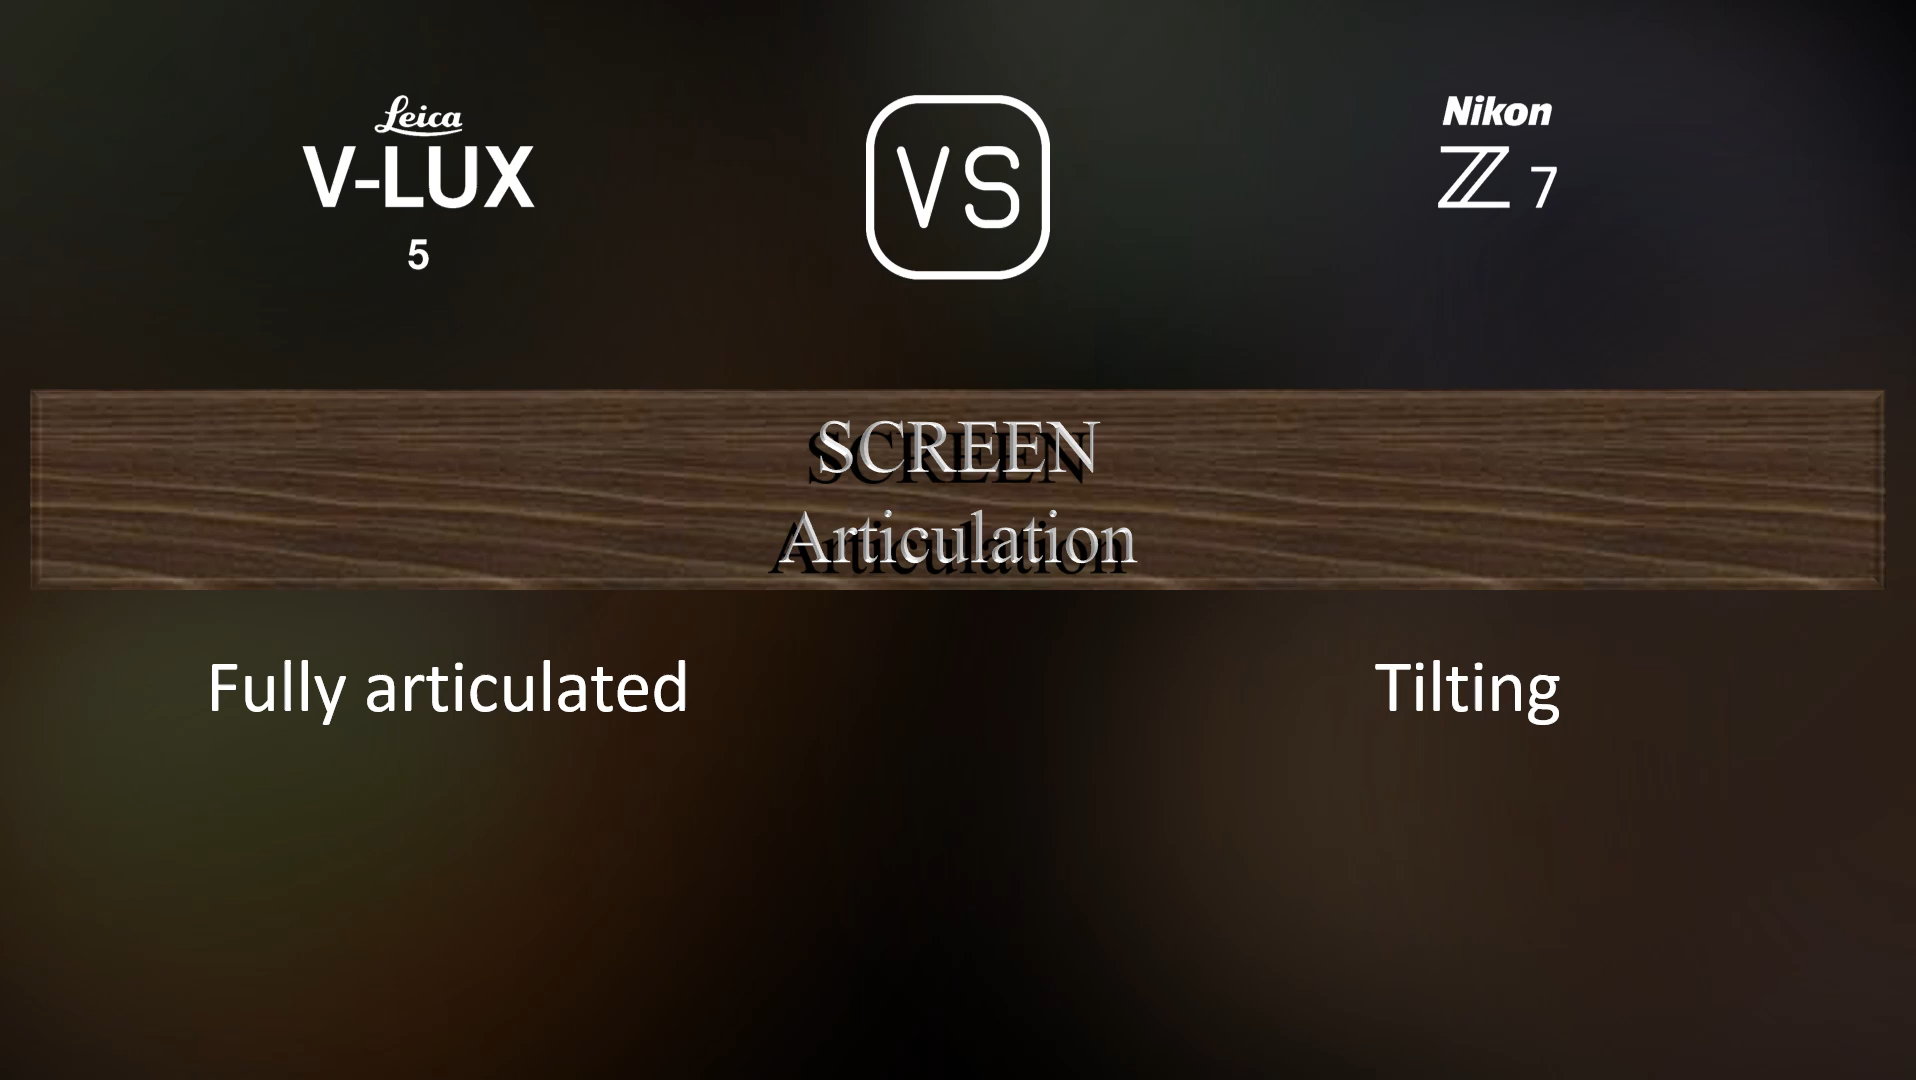 Leica
V-LUX
5
VS
Nikon
Z 7
SCREEN
Articulation
Fully articulated
Tilting